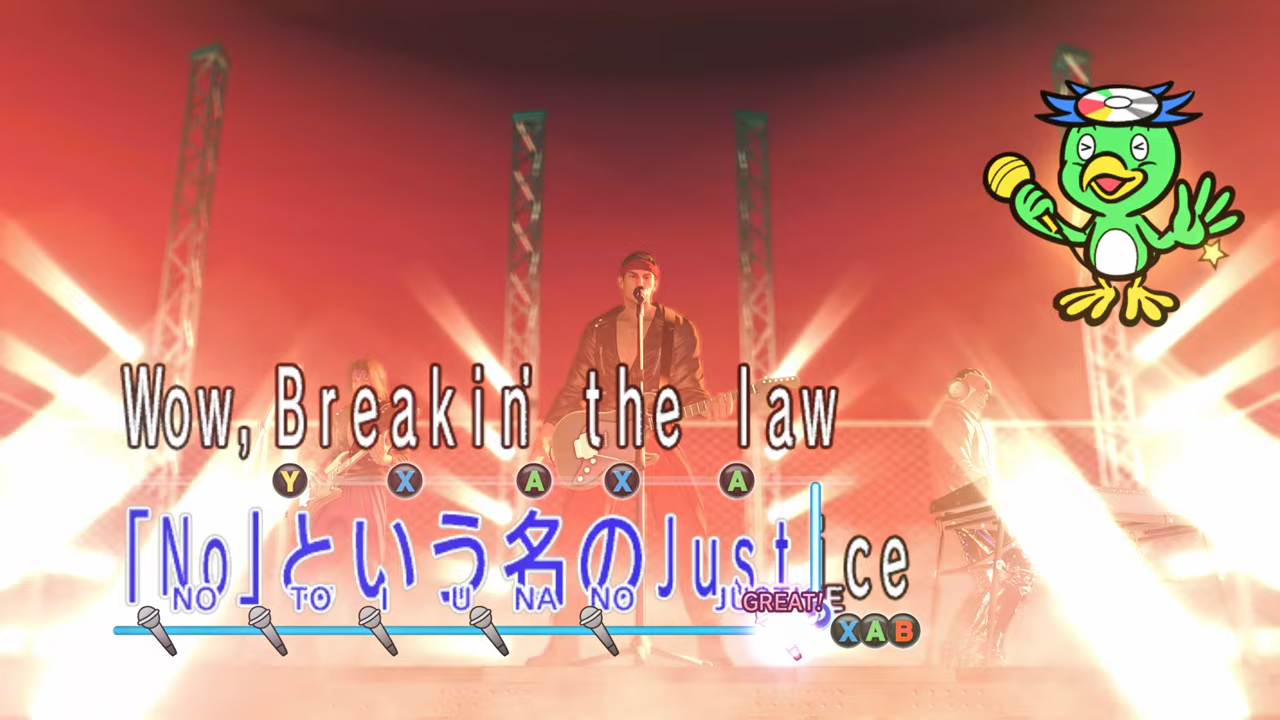 Wow, Breakin' the law
Y X A X A
「No」という名のJustice
NO TO I U NA NO JUSTICE
GREAT!
X A B